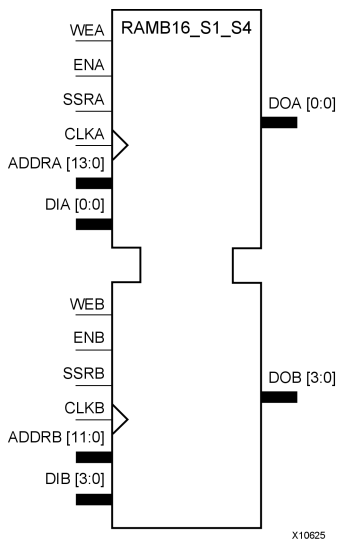 RAMB16_S1_S4
WEA
ENA
SSRA
DOA [0:0]
CLKA
ADDRA [13:0]
DIA [0:0]
WEB
ENB
SSRB
DOB [3:0]
CLKB
ADDRB [11:0]
DIB [3:0]
X10625